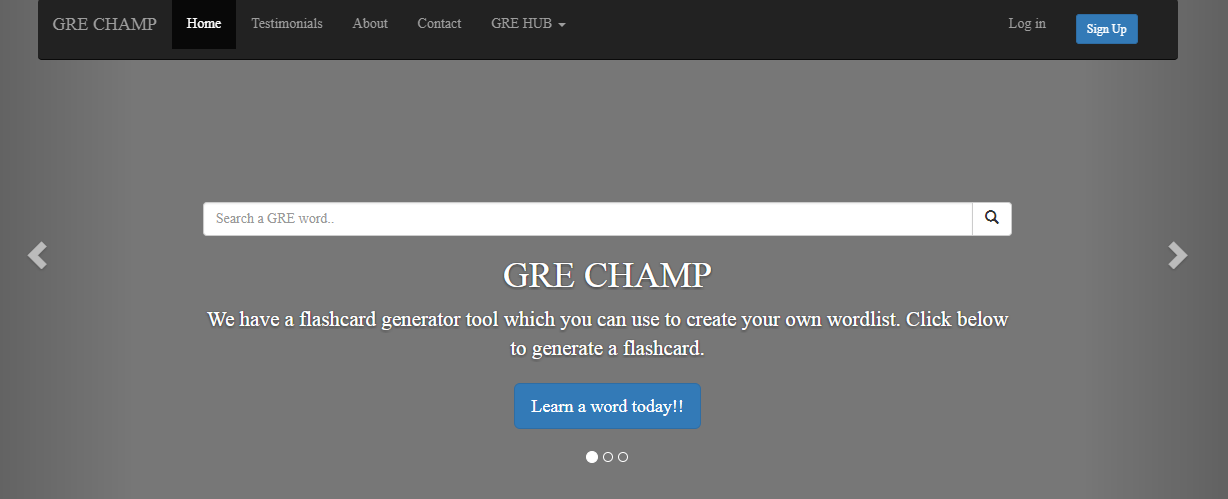 GRE CHAMP Home Testimonials About Contact GRE HUB Log in Sign Up
Search a GRE word..
GRE CHAMP
We have a flashcard generator tool which you can use to create your own wordlist. Click below
to generate a flashcard.
Learn a word today!!